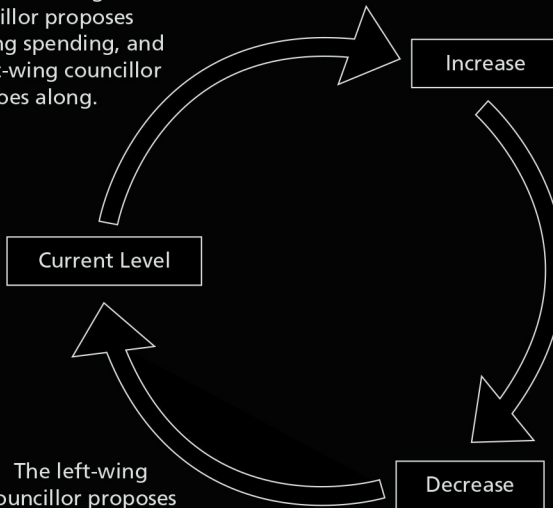 illor proposes
ng spending, and
t-wing councillor
oes along.
Increase
Current Level
The left-wing
ouncillor proposes
Decrease